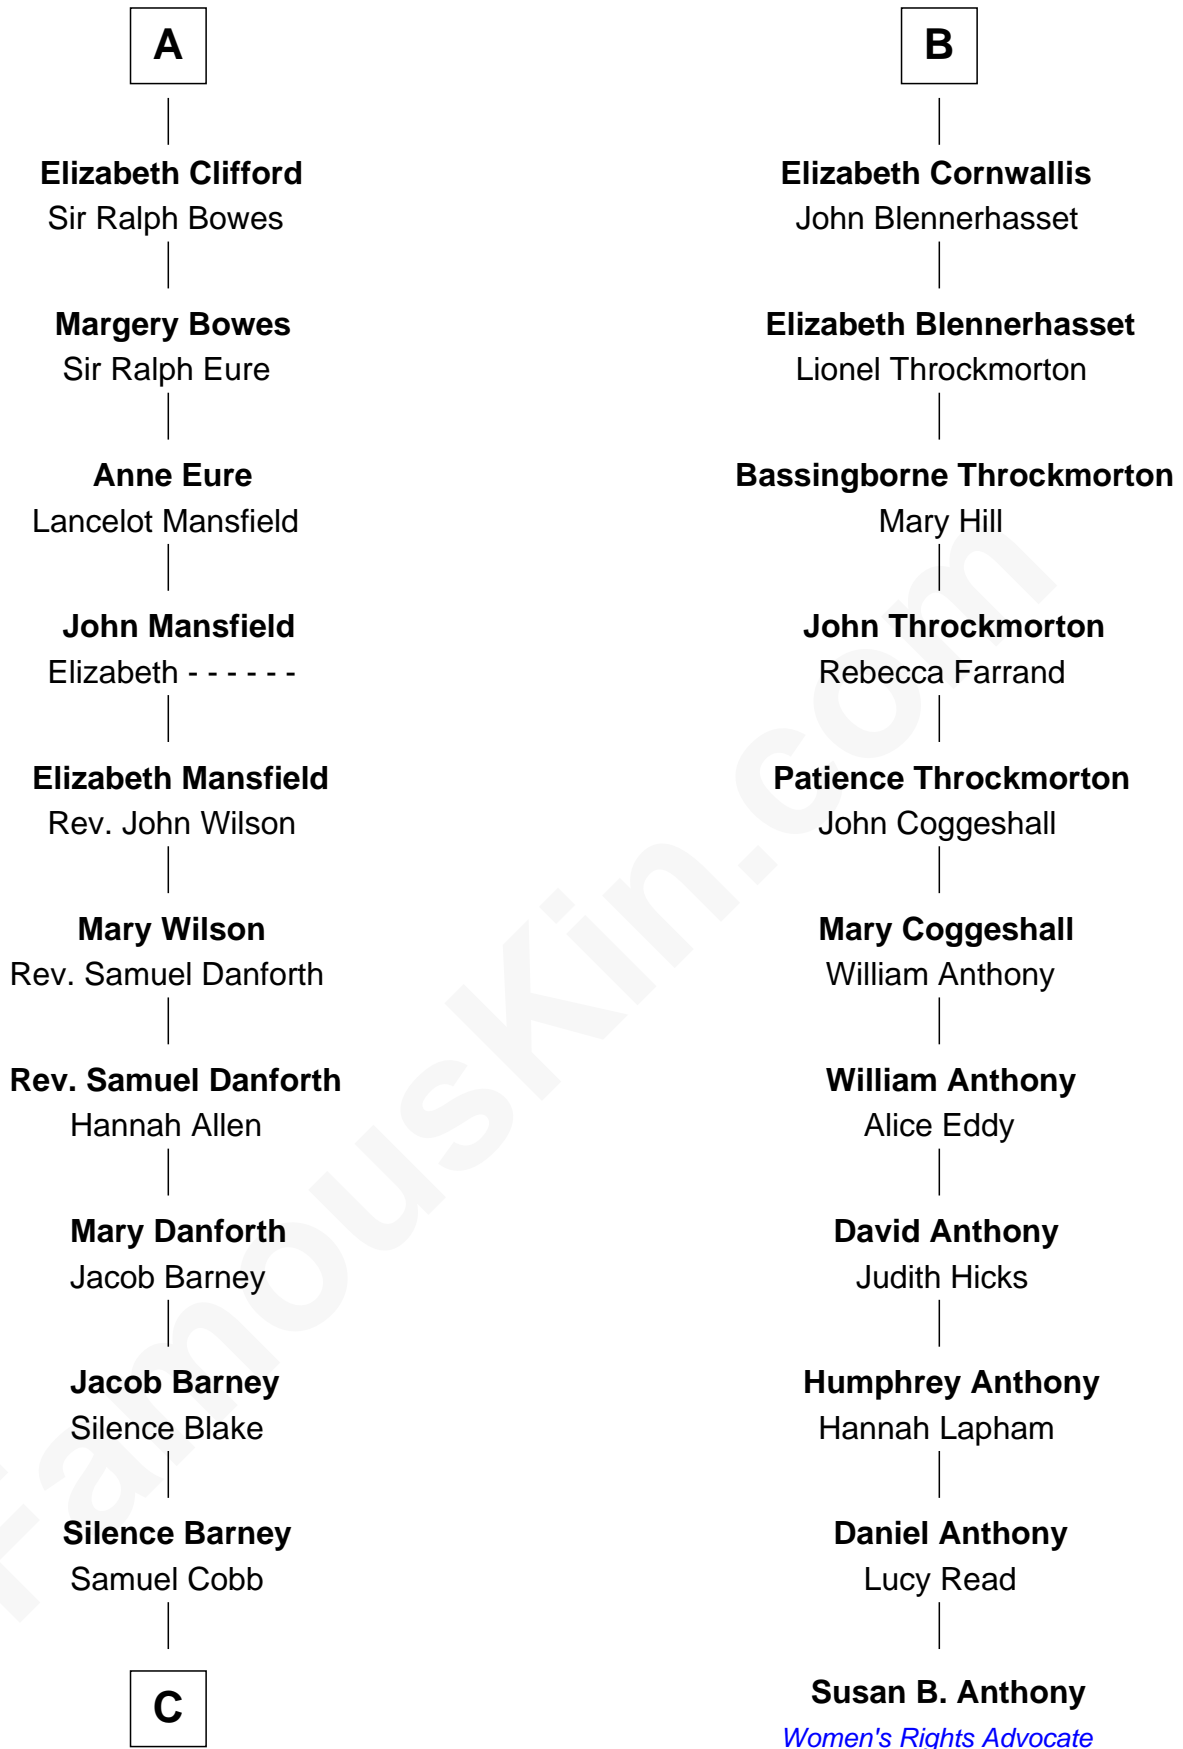 A
Elizabeth Clifford
Sir Ralph Bowes
Margery Bowes
Sir Ralph Eure
Anne Eure
Lancelot Mansfield
John Mansfield
Elizabeth - - - - - -
Elizabeth Mansfield
Rev. John Wilson
Mary Wilson
Rev. Samuel Danforth
Rev. Samuel Danforth
Hannah Allen
Mary Danforth
Jacob Barney
Jacob Barney
Silence Blake
Silence Barney
Samuel Cobb
C
B
Elizabeth Cornwallis
John Blennerhasset
Elizabeth Blennerhasset
Lionel Throckmorton
Bassingborne Throckmorton
Mary Hill
John Throckmorton
Rebecca Farrand
Patience Throckmorton
John Coggeshall
Mary Coggeshall
William Anthony
William Anthony
Alice Eddy
David Anthony
Judith Hicks
Humphrey Anthony
Hannah Lapham
Daniel Anthony
Lucy Read
Susan B. Anthony
Women's Rights Advocate
FamousKin.com